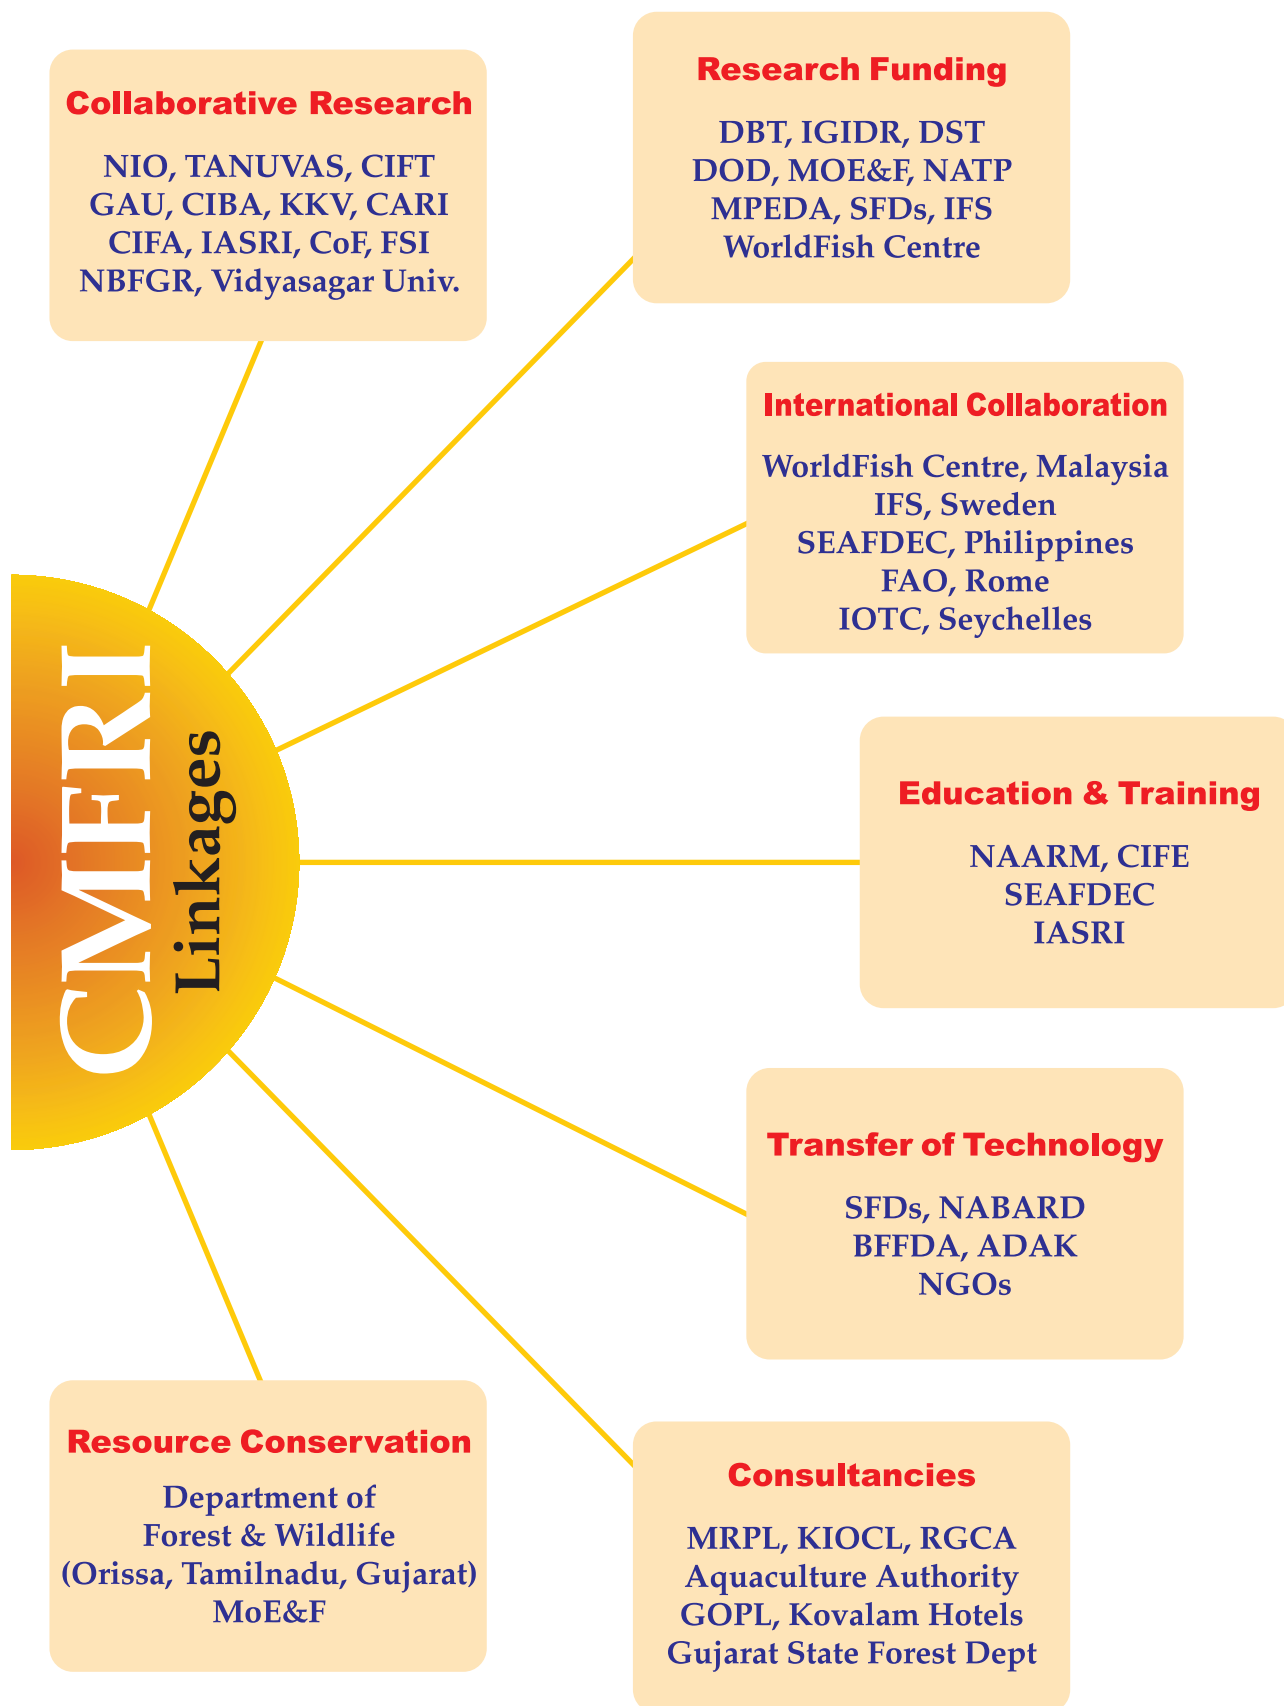 Collaborative Research
NIO, TANUVAS, CIFT
GAU, CIBA, KKV, CARI
CIFA, IASRI, CoF, FSI
NBFGR, Vidyasagar Univ.
Research Funding
DBT, IGIDR, DST
DOD, MOE&F, NATP
MPEDA, SFDs, IFS
WorldFish Centre
International Collaboration
WorldFish Centre, Malaysia
IFS, Sweden
SEAFDEC, Philippines
FAO, Rome
IOTC, Seychelles
CMFRI
Linkages
Education & Training
NAARM, CIFE
SEAFDEC
IASRI
Transfer of Technology
SFDs, NABARD
BFFDA, ADAK
NGOs
Resource Conservation
Department of
Forest & Wildlife
(Orissa, Tamilnadu, Gujarat)
MoE&F
Consultancies
MRPL, KIOCL, RGCA
Aquaculture Authority
GOPL, Kovalam Hotels
Gujarat State Forest Dept